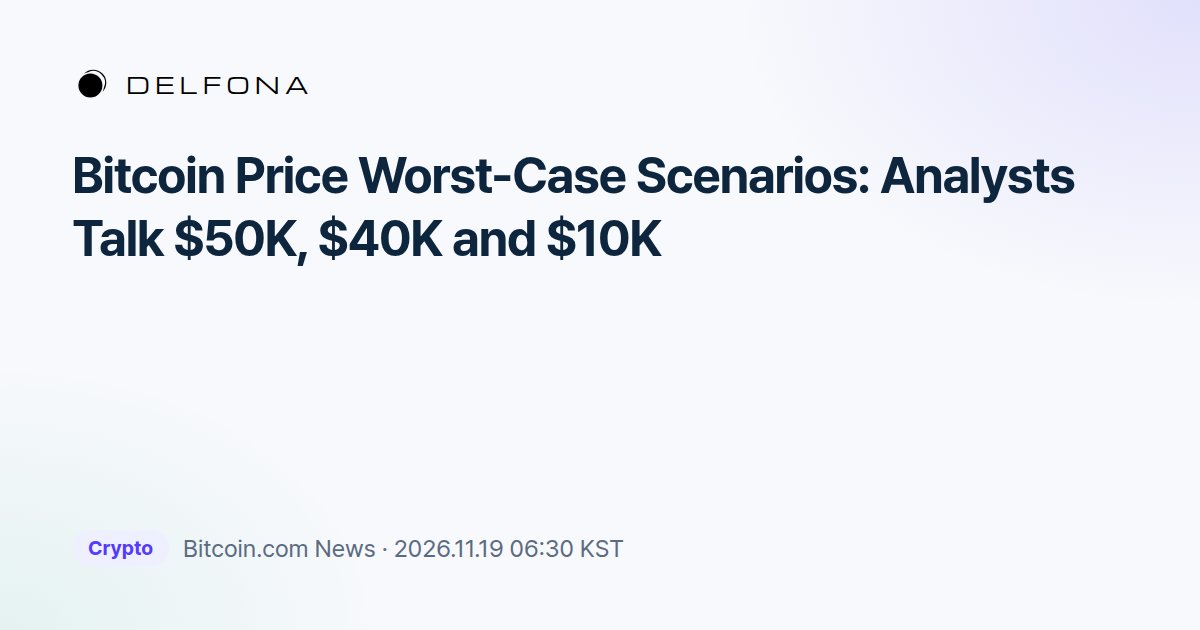 DELFONA
Bitcoin Price Worst-Case Scenarios: Analysts
Talk $50K, $40K and $10K
Crypto
Bitcoin.com News · 2026.11.19 06:30 KST